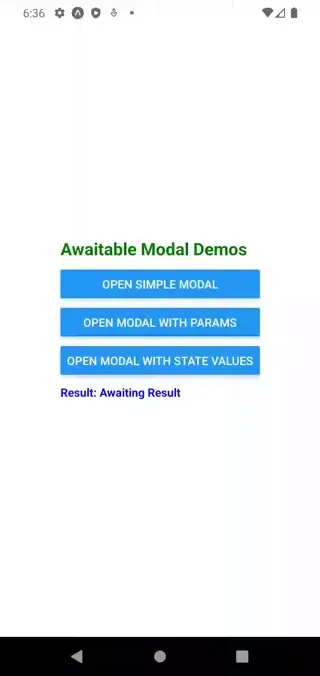 6:36
Awaitable Modal Demos
OPEN SIMPLE MODAL
OPEN MODAL WITH PARAMS
OPEN MODAL WITH STATE VALUES
Result: Awaiting Result